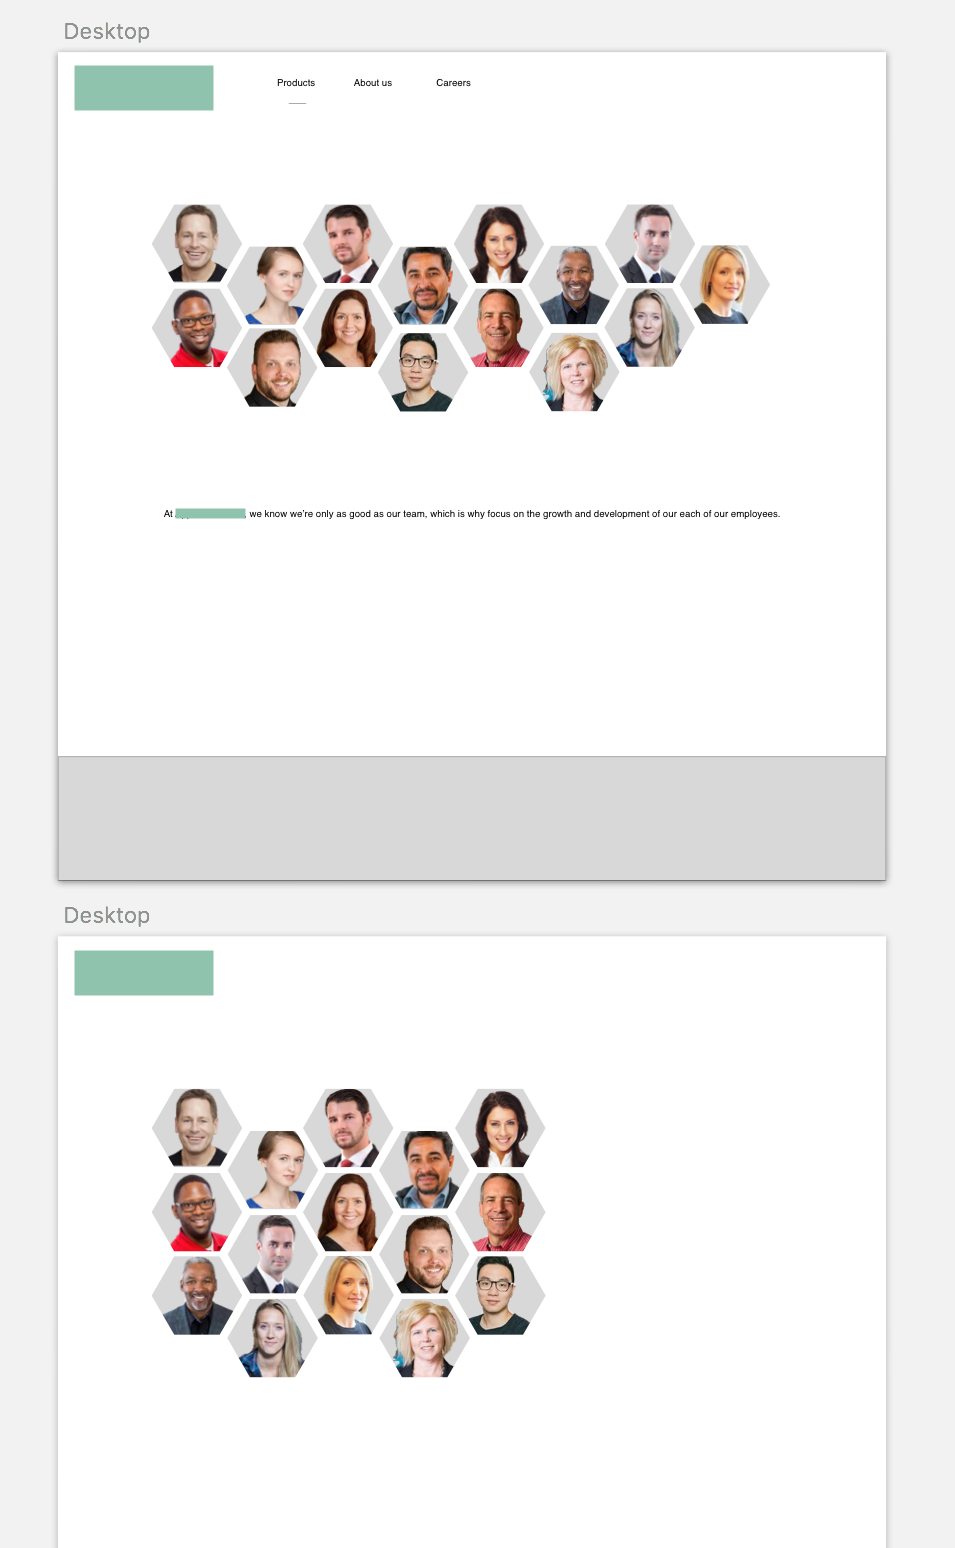 Desktop
Products About us Careers
At , we know we're only as good as our team, which is why focus on the growth and development of our each of our employees.
Desktop